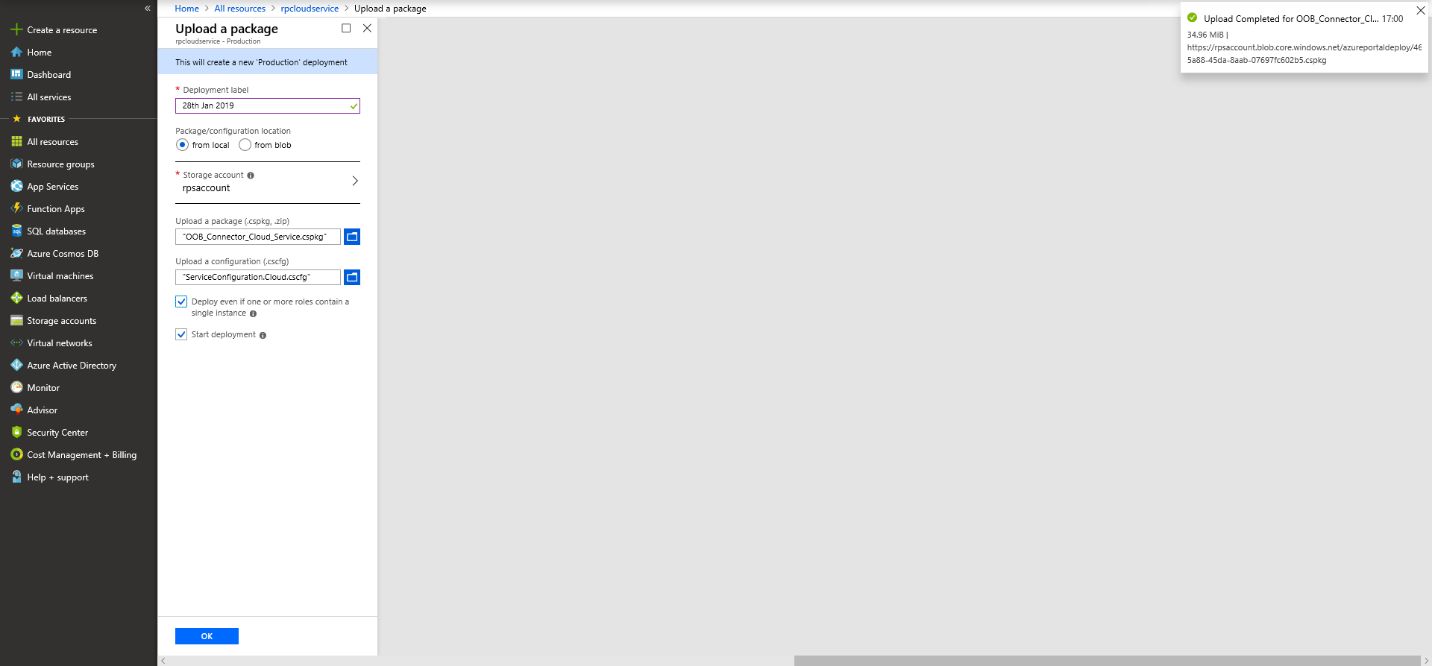 «
Home > All resources > rpcloudservice > Upload a package
Create a resource
Home
Dashboard
All services
FAVORITES
All resources
Resource groups
App Services
Function Apps
SQL databases
Azure Cosmos DB
Virtual machines
Load balancers
Storage accounts
Virtual networks
Azure Active Directory
Monitor
Advisor
Security Center
Cost Management + Billing
Help + support
Upload a package
rpcloudservice - Production
This will create a new 'Production' deployment
* Deployment label
28th Jan 2019
Package/configuration location
from local from blob
* Storage account
rpsaccount
Upload a package (.cspkg, .zip)
"OOB_Connector_Cloud_Service.cspkg"
Upload a configuration (.cscfg)
"ServiceConfiguration.Cloud.cscfg"
Deploy even if one or more roles contain a
single instance
Start deployment
OK
Upload Completed for OOB_Connector_Cl... 17:00
34.96 MiB |
https://rpsaccount.blob.core.windows.net/azureportaldeploy/46
5a88-45da-8aab-07697fc602b5.cspkg